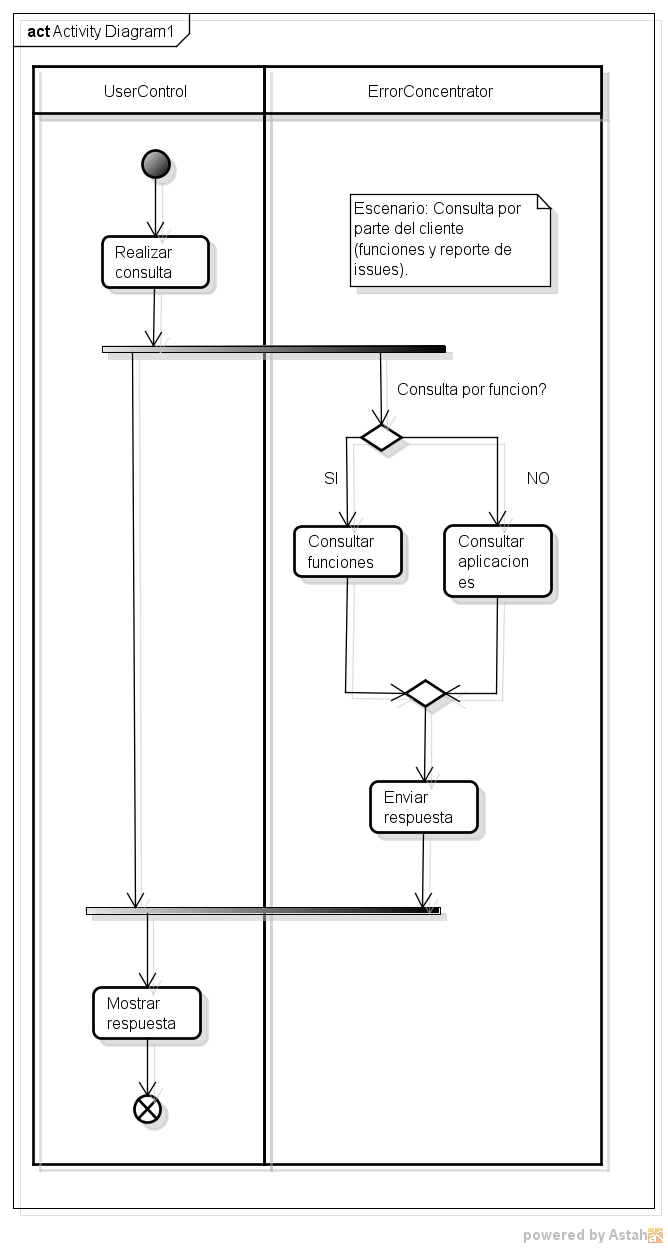 act Activity Diagram1
UserControl
ErrorConcentrator
Escenario: Consulta por
parte del cliente
(funciones y reporte de
issues).
Realizar
consulta
Consulta por funcion?
SI
NO
Consultar
funciones
Consultar
aplicacion
es
Enviar
respuesta
Mostrar
respuesta
powered by Astah